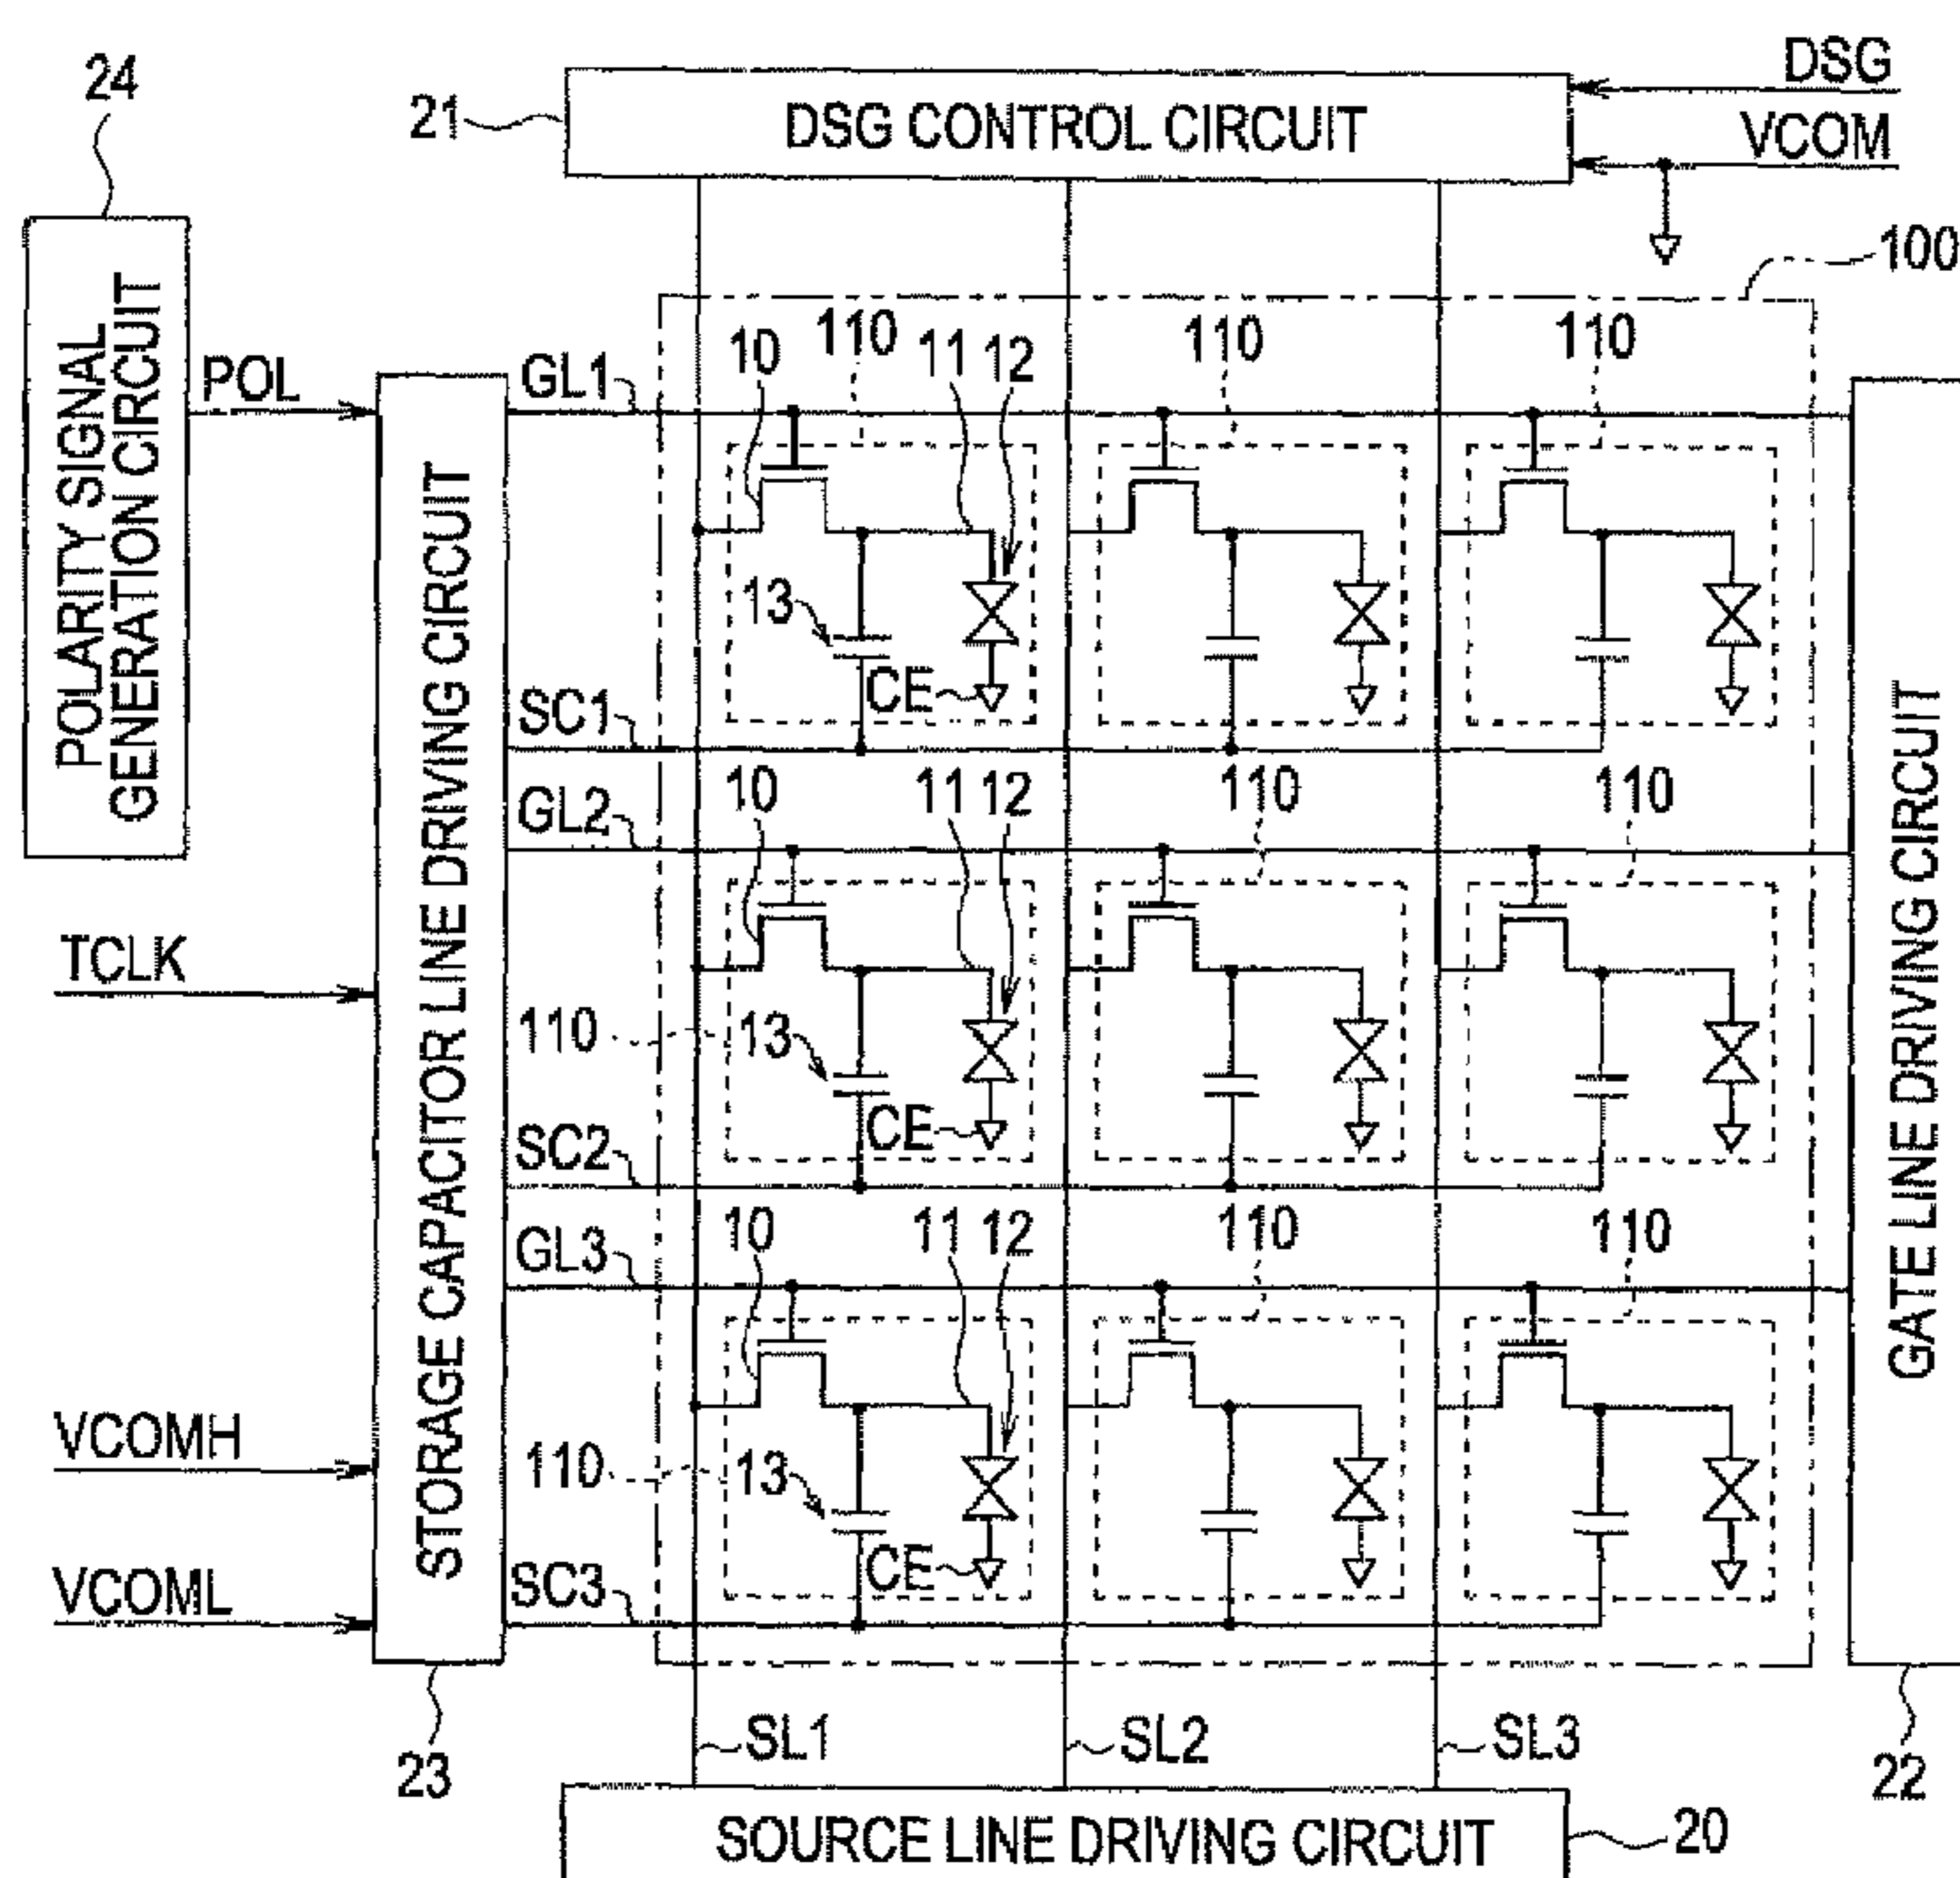 24
21
DSG CONTROL CIRCUIT
DSG
VCOM
100
POLARITY SIGNAL
GENERATION CIRCUIT
POL
STORAGE CAPACITOR LINE DRIVING CIRCUIT
GATE LINE DRIVING CIRCUIT
GL1
10
110
11
12
110
110
13
CE
SC1
10
11
12
110
110
GL2
TCLK
110
13
CE
SC2
10
11
12
110
110
GL3
VCOMH
110
13
CE
VCOML
SC3
23
SL1
SL2
SL3
22
SOURCE LINE DRIVING CIRCUIT
20